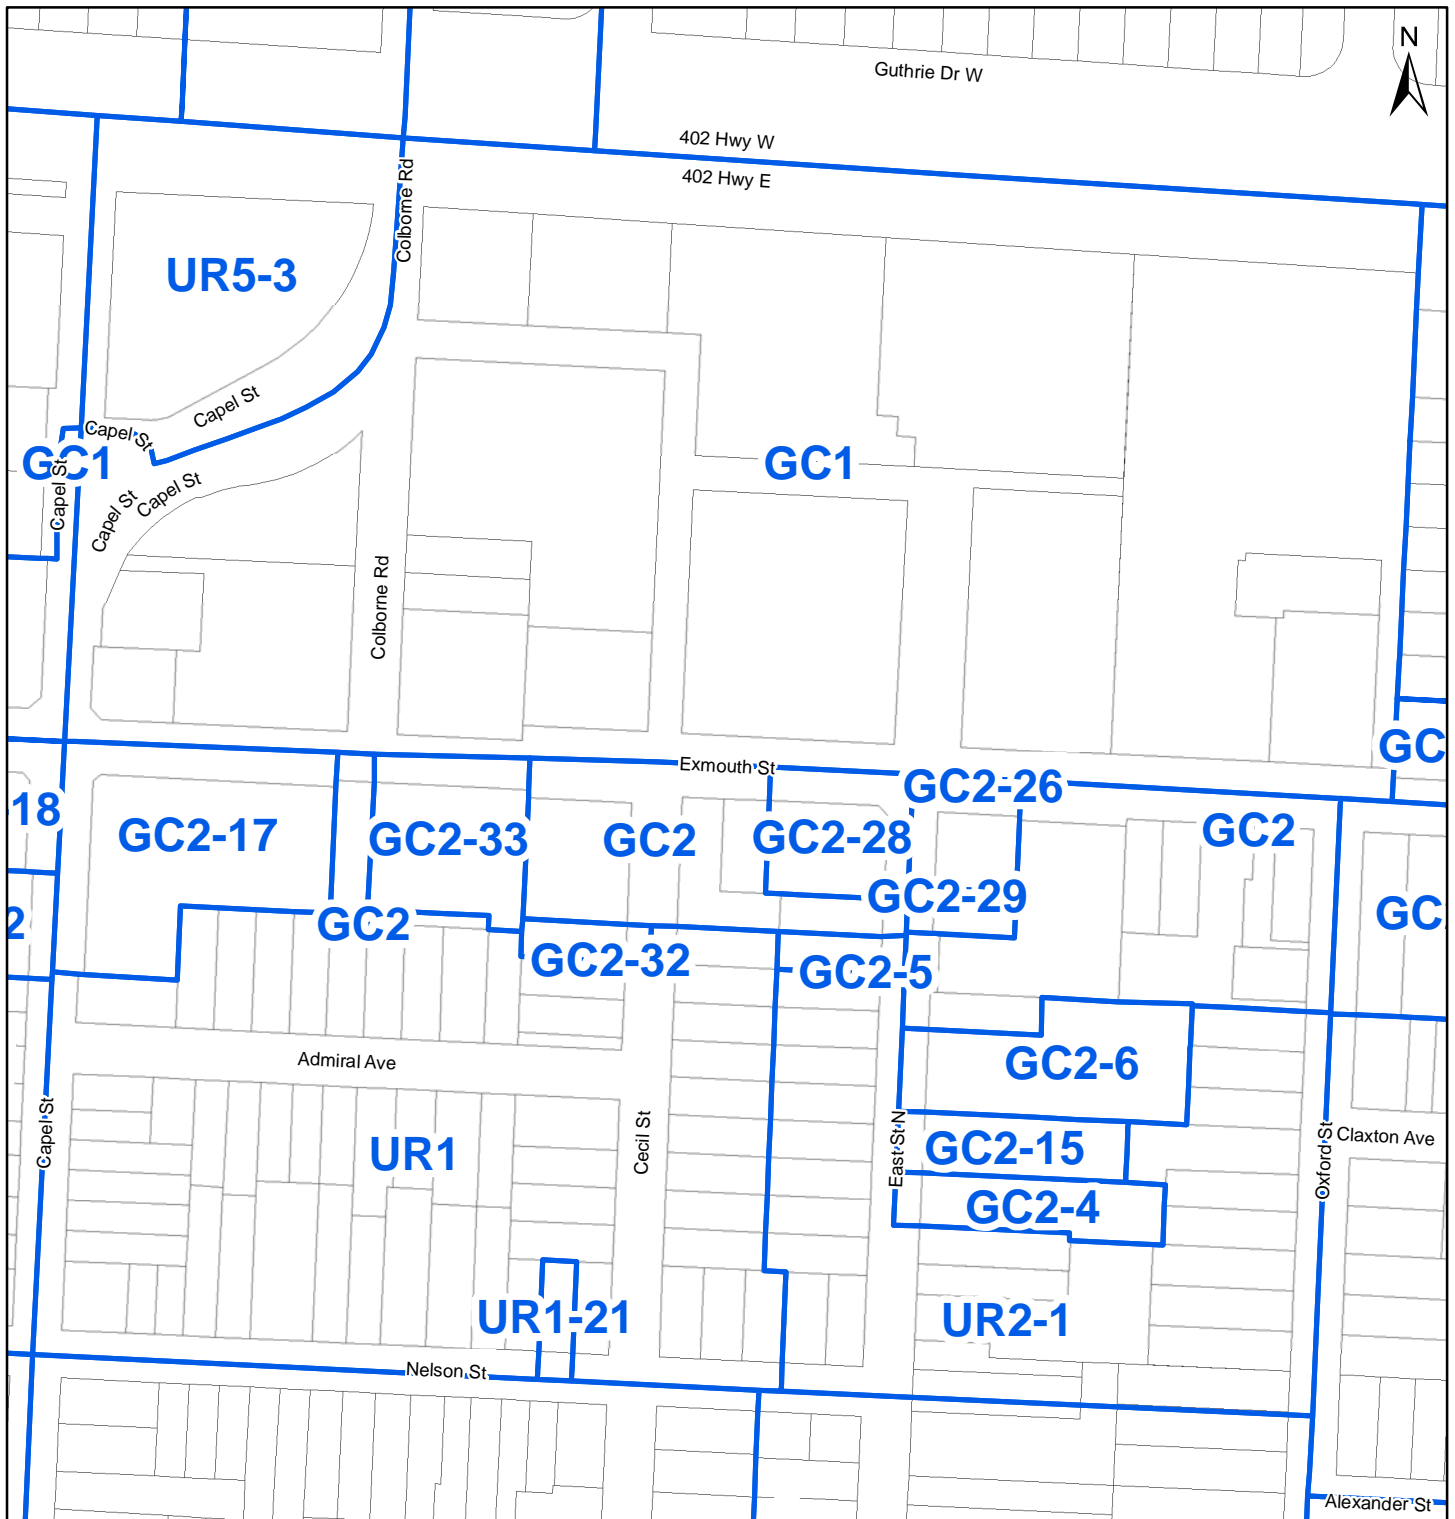 N
Guthrie Dr W
402 Hwy W
402 Hwy E
Colborne Rd
UR5-3
Capel St
Capel St
GC1
GC1
Capel St
Capel St
Capel St
Colborne Rd
GC
Exmouth St
GC2-26
-18
GC2-17
GC2-33
GC2
GC2-28
GC2
GC2-29
GC
2
GC2
GC2-32
GC2-5
Admiral Ave
GC2-6
Capel St
Cecil St
East St N
Oxford St
Claxton Ave
UR1
GC2-15
GC2-4
UR1-21
UR2-1
Nelson St
Alexander St